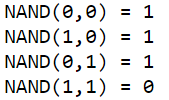 NAND(0,0) = 1
NAND(1,0) = 1
NAND(0,1) = 1
NAND(1,1) = 0